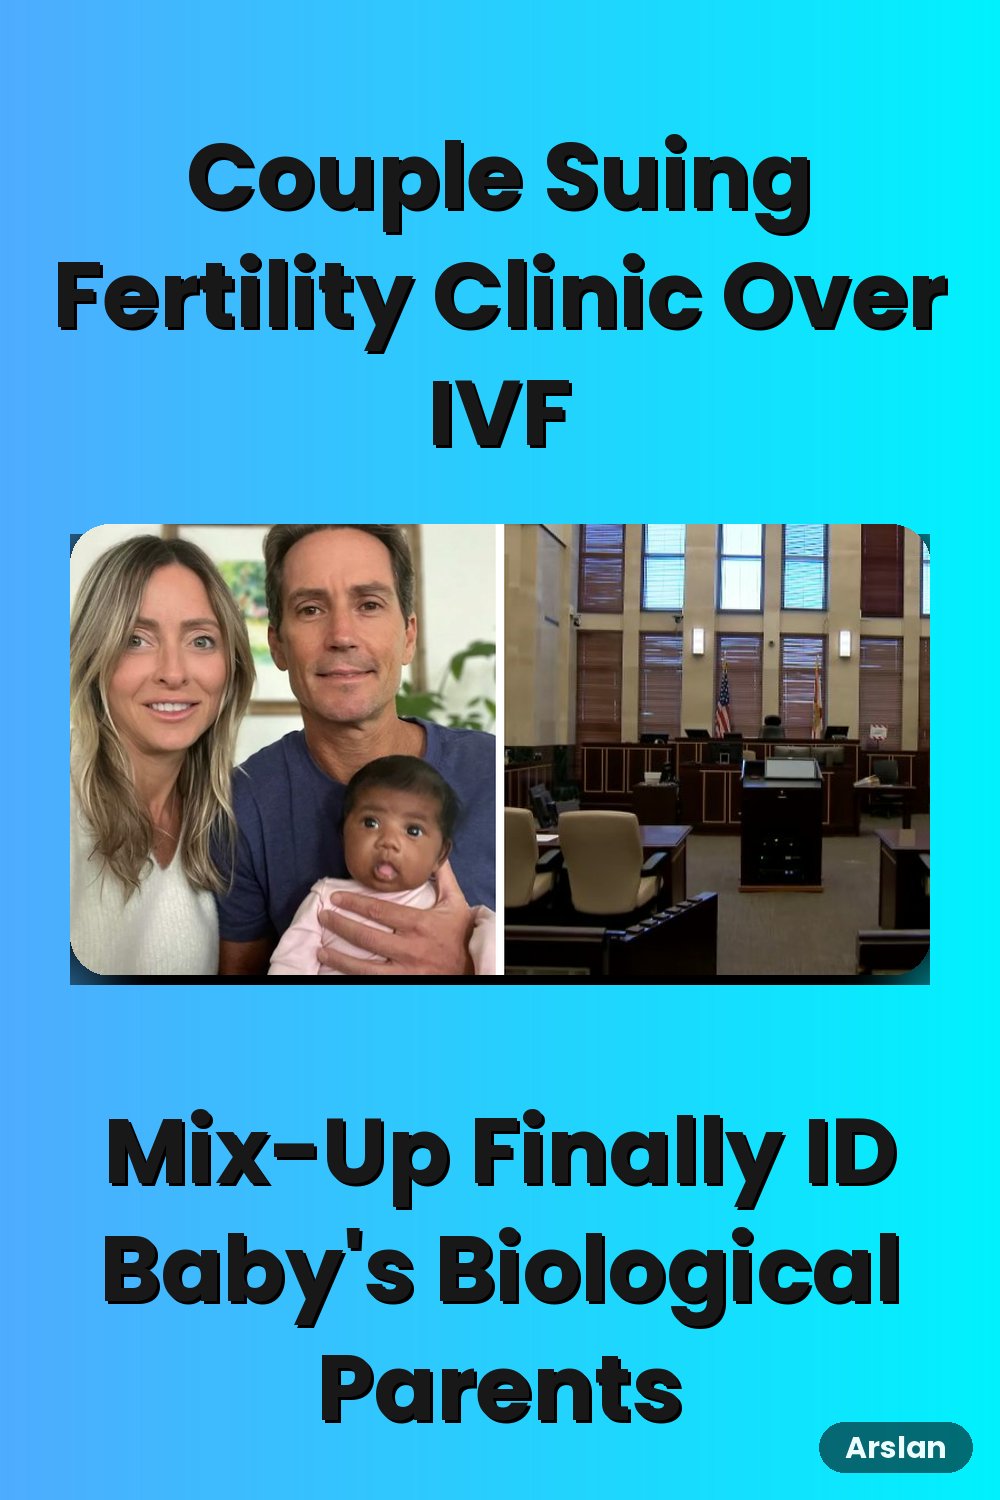 Couple Suing
Fertility Clinic Over
IVF
Mix-Up Finally ID
Baby's Biological
Parents
Arslan